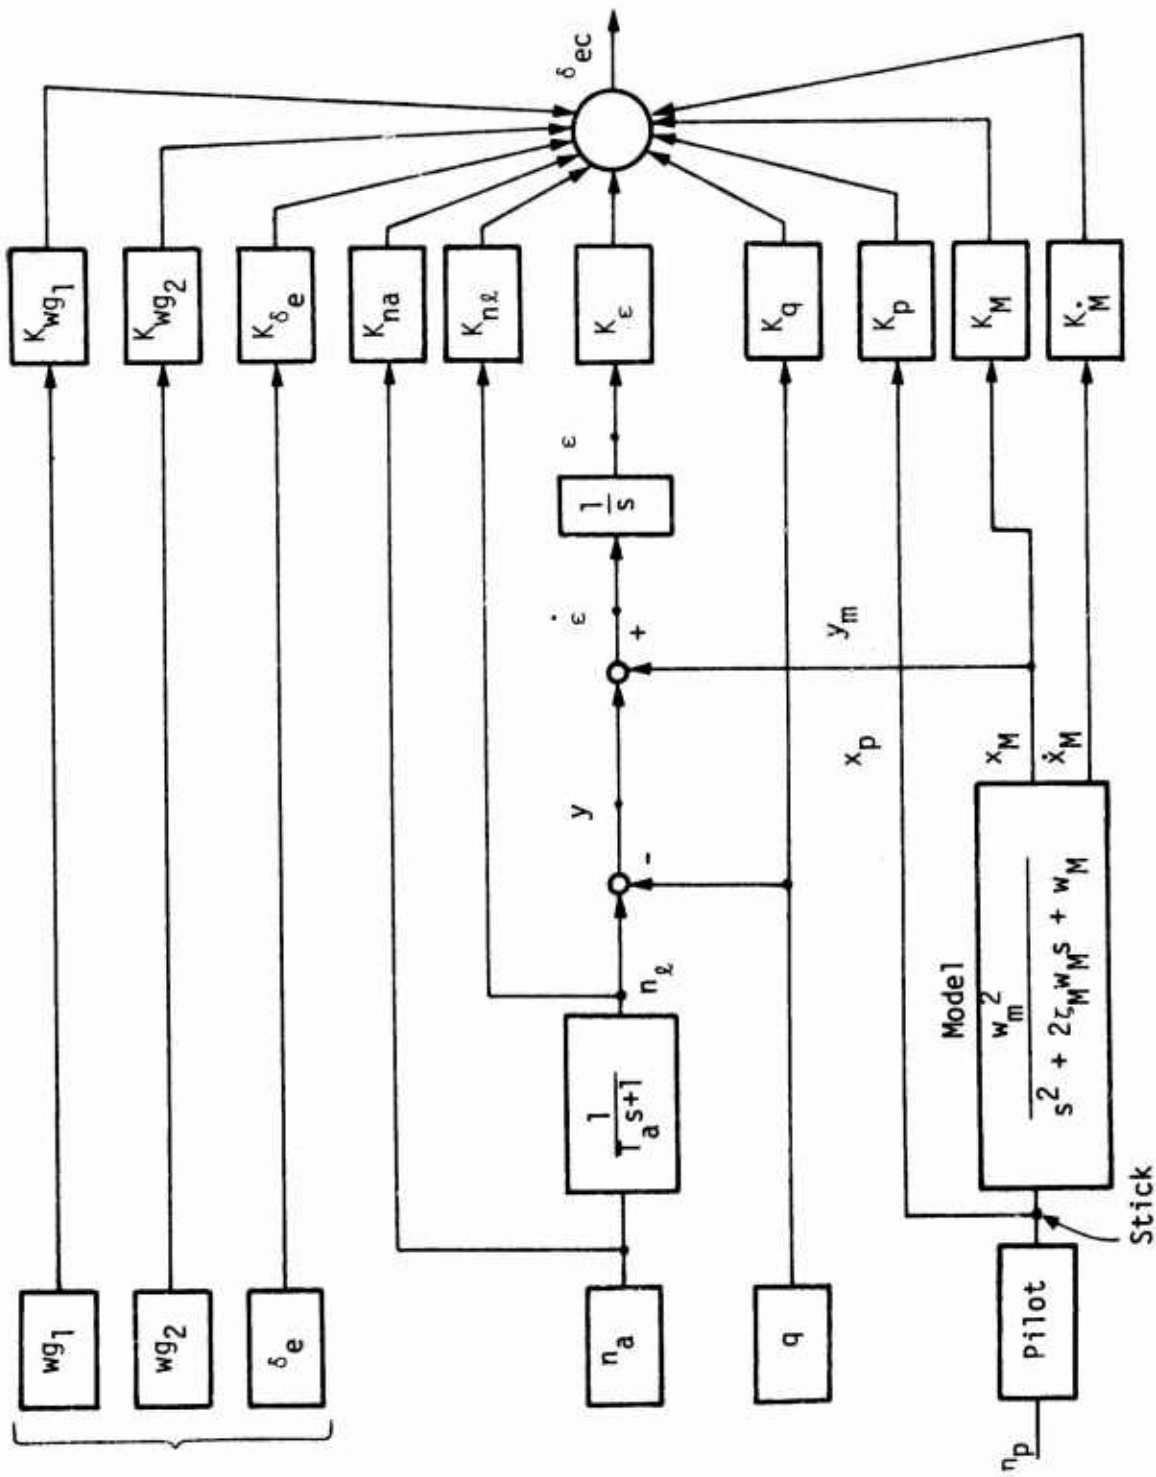 wg1
wg2
δe
na
q
ηp
Pilot
Stick
Model
wm²
s² + 2ζMwMs + wM
1
Tas+1
nℓ
-
y
+
ε̇
1
s
ε
xp
ym
xM
ẋM
Kwg1
Kwg2
Kδe
Kna
Knℓ
Kε
Kq
Kp
KM
KṀ
δec